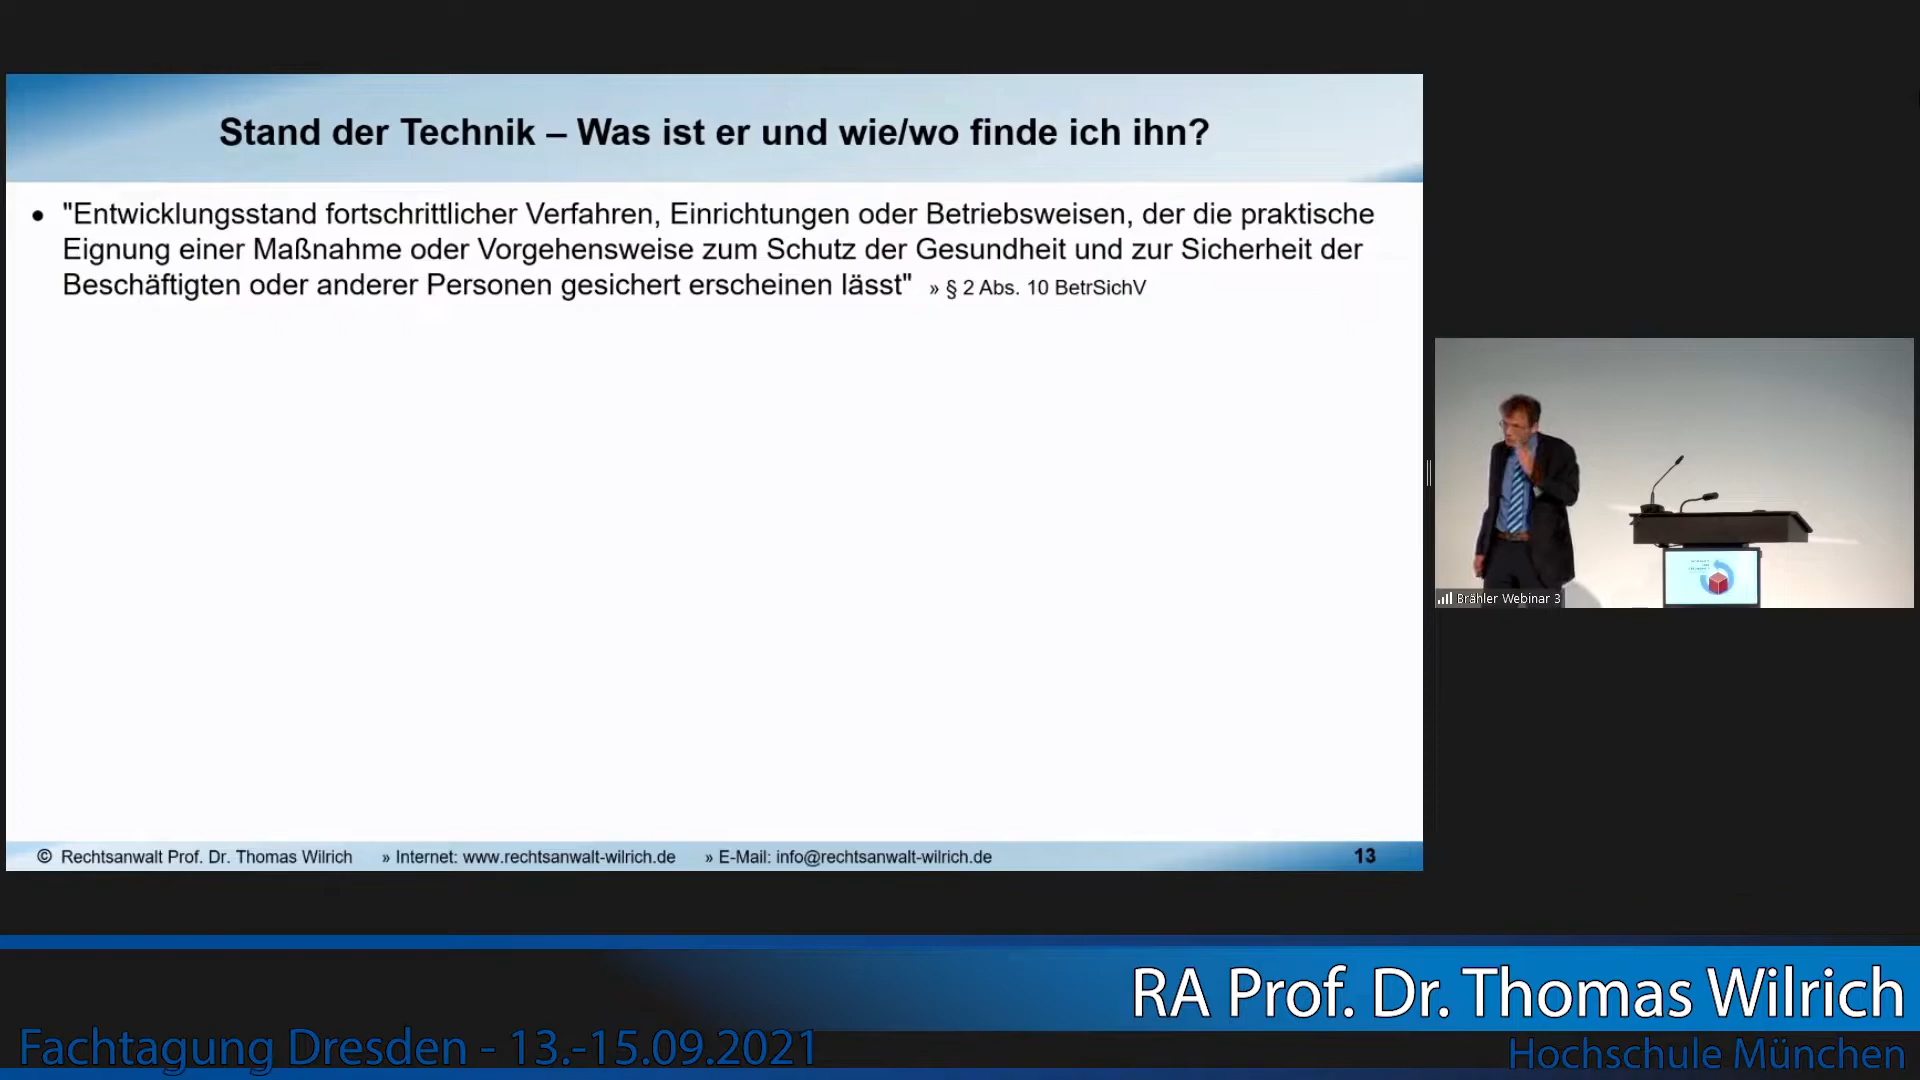 Stand der Technik – Was ist er und wie/wo finde ich ihn?
• "Entwicklungsstand fortschrittlicher Verfahren, Einrichtungen oder Betriebsweisen, der die praktische
Eignung einer Maßnahme oder Vorgehensweise zum Schutz der Gesundheit und zur Sicherheit der
Beschäftigten oder anderer Personen gesichert erscheinen lässt" » § 2 Abs. 10 BetrSichV
© Rechtsanwalt Prof. Dr. Thomas Wilrich » Internet: www.rechtsanwalt-wilrich.de » E-Mail: info@rechtsanwalt-wilrich.de 13
Brähler Webinar 3
RA Prof. Dr. Thomas Wilrich
Fachtagung Dresden - 13.-15.09.2021
Hochschule München